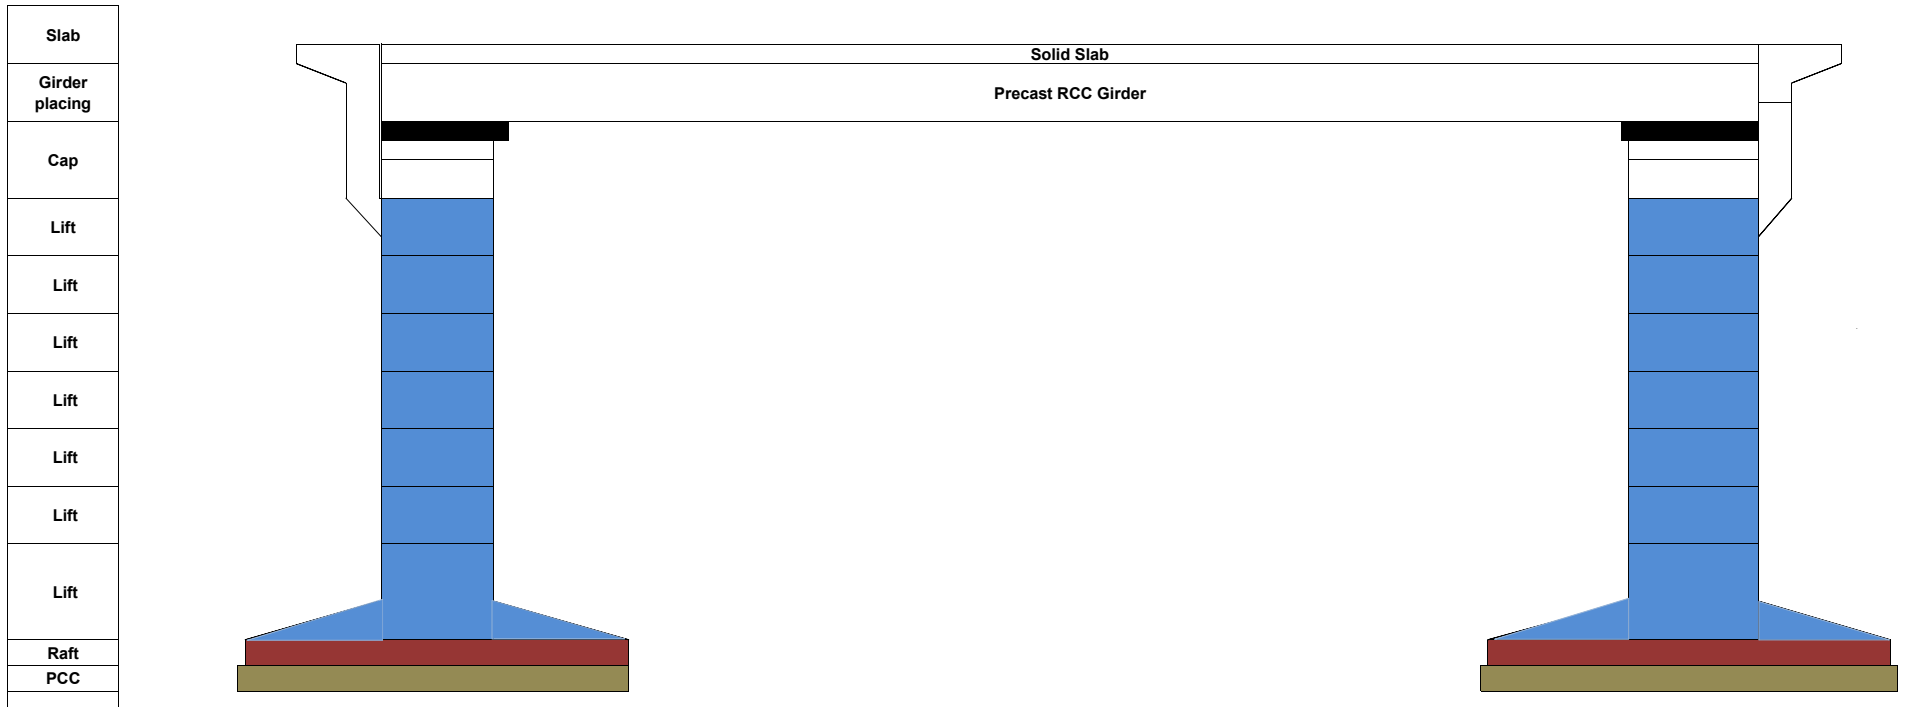 Slab
Girder
placing
Cap
Lift
Lift
Lift
Lift
Lift
Lift
Lift
Raft
PCC
Solid Slab
Precast RCC Girder